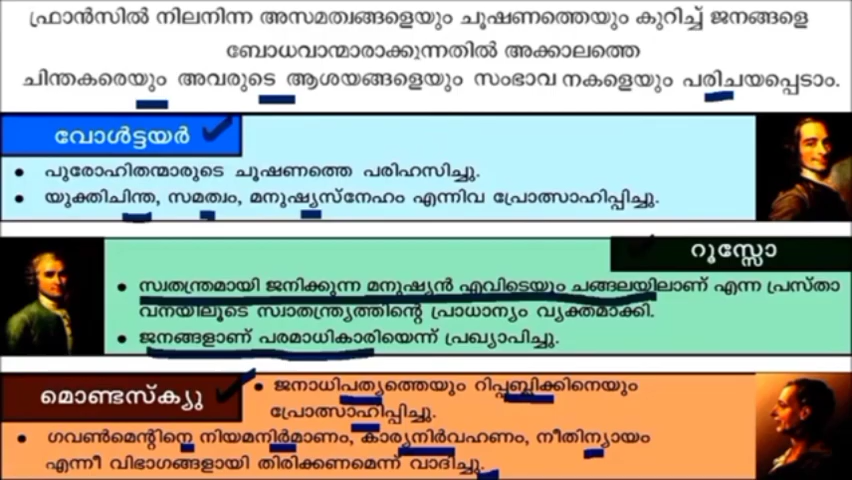 ഫ്രാൻസിൽ നിലനിന്ന അസമത്വങ്ങളെയും ചൂഷണത്തെയും കുറിച്ച് ജനങ്ങളെ
ബോധവാന്മാരാക്കുന്നതിൽ അക്കാലത്തെ
ചിന്തകരെയും അവരുടെ ആശയങ്ങളെയും സംഭാവ നകളെയും പരിചയപ്പെടാം.
വോൾട്ടയർ
• പുരോഹിതന്മാരുടെ ചൂഷണത്തെ പരിഹസിച്ചു.
• യുക്തിചിന്ത, സമത്വം, മനുഷ്യസ്നേഹം എന്നിവ പ്രോത്സാഹിപ്പിച്ചു.
റൂസ്സോ
• സ്വതന്ത്രമായി ജനിക്കുന്ന മനുഷ്യൻ എവിടെയും ചങ്ങലയിലാണ് എന്ന പ്രസ്താ
വനയിലൂടെ സ്വാതന്ത്ര്യത്തിന്റെ പ്രാധാന്യം വ്യക്തമാക്കി.
• ജനങ്ങളാണ് പരമാധികാരിയെന്ന് പ്രഖ്യാപിച്ചു.
മൊണ്ടസ്ക്യു
• ജനാധിപത്യത്തെയും റിപ്പബ്ലിക്കിനെയും
പ്രോത്സാഹിപ്പിച്ചു.
• ഗവൺമെന്റിനെ നിയമനിർമാണം, കാര്യനിർവഹണം, നീതിന്യായം
എന്നീ വിഭാഗങ്ങളായി തിരിക്കണമെന്ന് വാദിച്ചു.